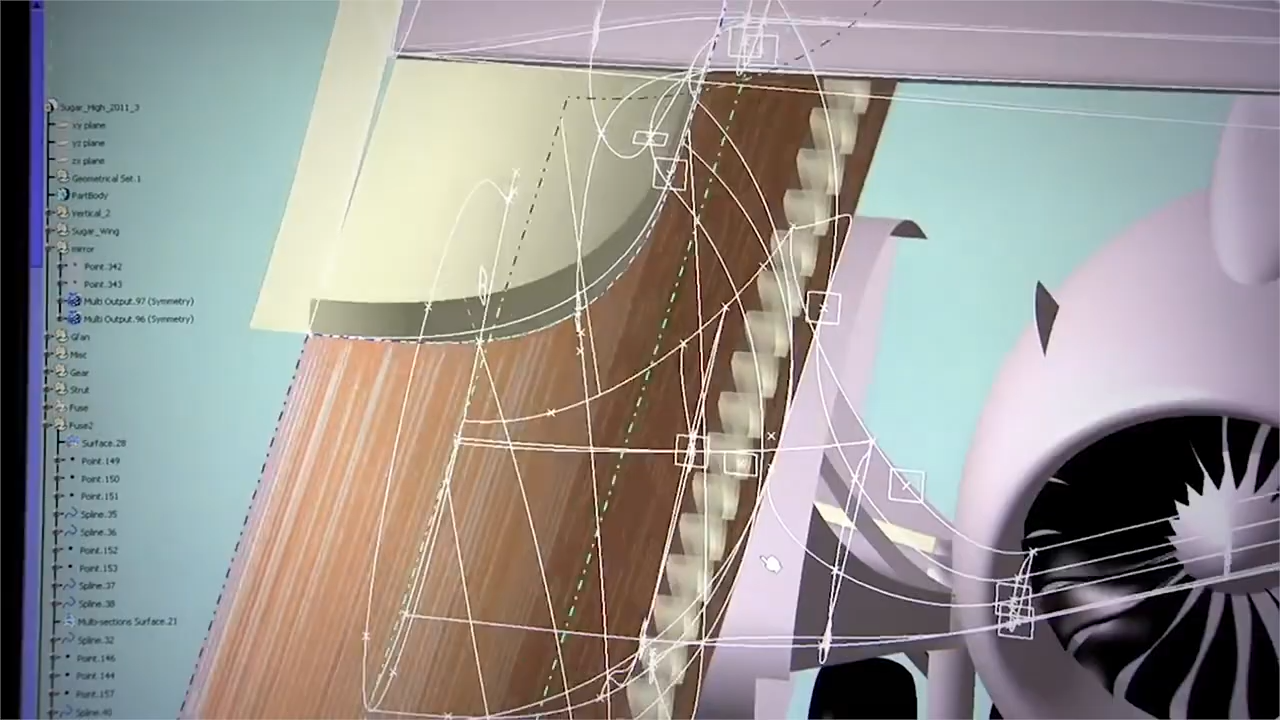 Sugar_High_2011_3
xy plane
yz plane
zx plane
Geometrical Set.1
PartBody
Vertical_2
Sugar_Wing
mirror
Point.342
Point.343
Multi Output.97 (Symmetry)
Multi Output.96 (Symmetry)
Gfan
Misc
Gear
Strut
Fuse
Fuse2
Surface.28
Point.149
Point.150
Point.151
Spline.35
Spline.36
Point.152
Point.153
Spline.37
Spline.38
Multi-sections Surface.21
Spline.32
Point.146
Point.144
Point.157
Spline.40